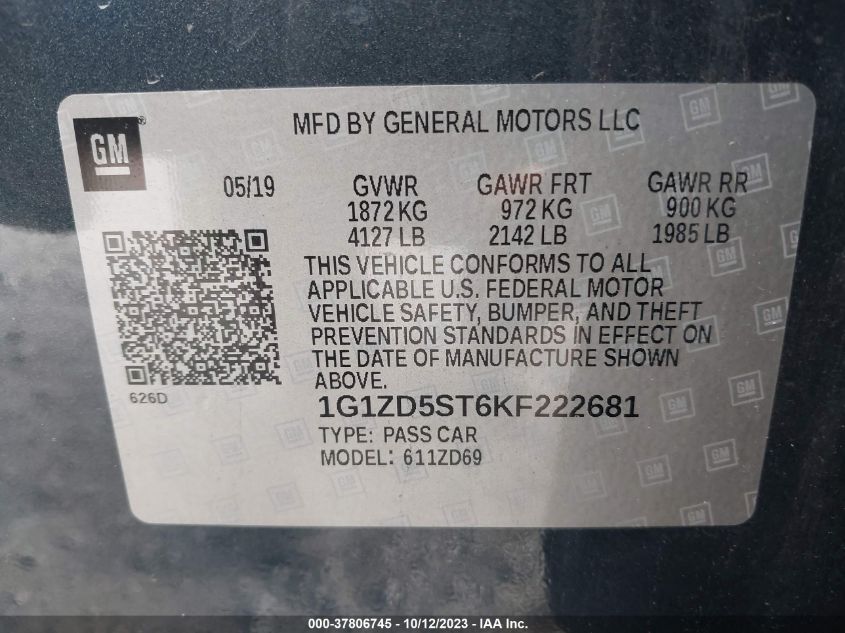 GM
MFD BY GENERAL MOTORS LLC
05/19 GVWR GAWR FRT GAWR RR
1872 KG 972 KG 900 KG
4127 LB 2142 LB 1985 LB
THIS VEHICLE CONFORMS TO ALL
APPLICABLE U.S. FEDERAL MOTOR
VEHICLE SAFETY, BUMPER, AND THEFT
PREVENTION STANDARDS IN EFFECT ON
THE DATE OF MANUFACTURE SHOWN
ABOVE.
626D
1G1ZD5ST6KF222681
TYPE: PASS CAR
MODEL: 611ZD69
000-37806745 - 10/12/2023 - IAA Inc.